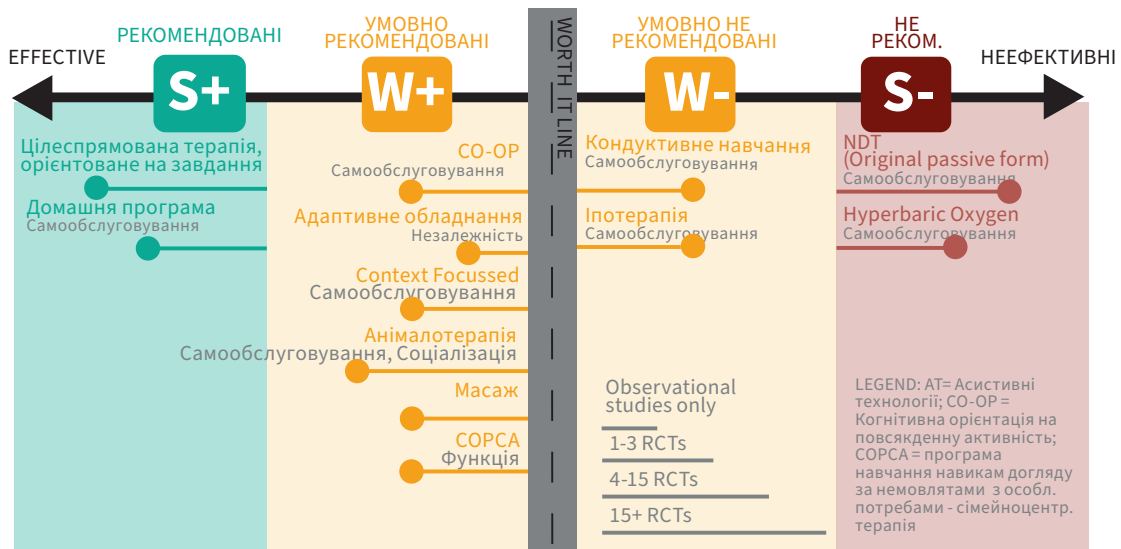 EFFECTIVE
РЕКОМЕНДОВАНІ
S+
УМОВНО
РЕКОМЕНДОВАНІ
W+
WORTH IT LINE
УМОВНО НЕ
РЕКОМЕНДОВАНІ
W-
НЕ
РЕКОМ.
S-
НЕЕФЕКТИВНІ
Цілеспрямована терапія,
орієнтоване на завдання
Домашня програма
Самообслуговування
CO-OP
Самообслуговування
Адаптивне обладнання
Незалежність
Context Focussed
Самообслуговування
Анімалотерапія
Самообслуговування, Соціалізація
Масаж
COPCA
Функція
Кондуктивне навчання
Самообслуговування
Іпотерапія
Самообслуговування
Observational
studies only
1-3 RCTs
4-15 RCTs
15+ RCTs
NDT
(Original passive form)
Самообслуговування
Hyperbaric Oxygen
Самообслуговування
LEGEND: AT= Асистивні
технології; CO-OP =
Когнітивна орієнтація на
повсякденну активність;
COPCA = програма
навчання навикам догляду
за немовлятами з особл.
потребами - сімейноцентр.
терапія